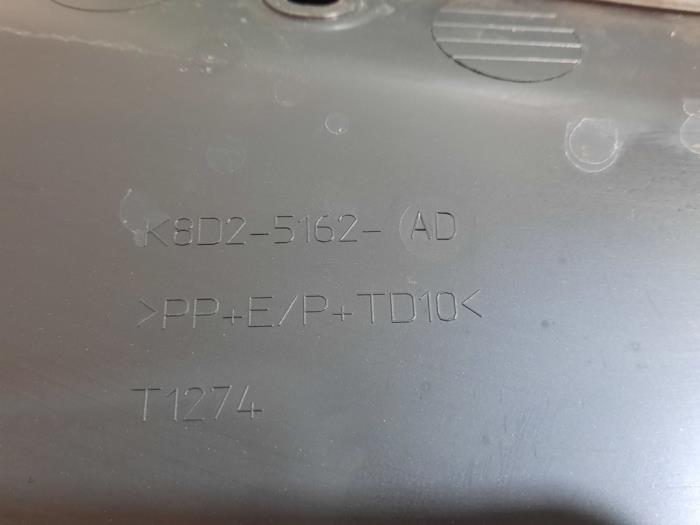 K8D2-5162- AD
>PP+E/P+TD10<
T1274